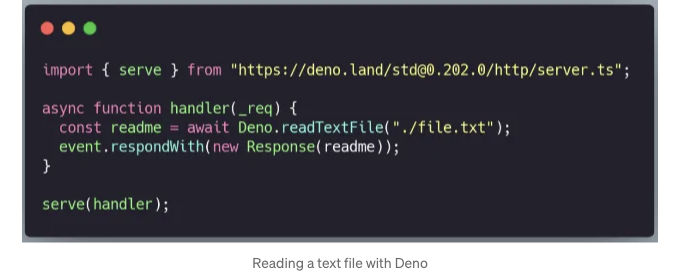 import { serve } from "https://deno.land/std@0.202.0/http/server.ts";
async function handler(_req) {
const readme = await Deno.readTextFile("./file.txt");
event.respondWith(new Response(readme));
}
serve(handler);
Reading a text file with Deno